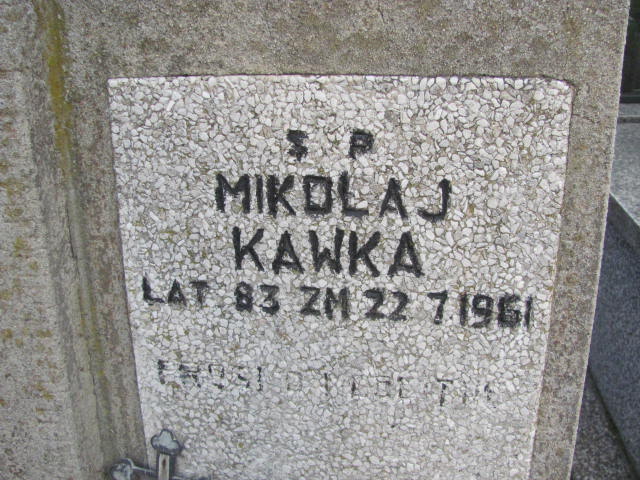 Ś P
MIKOŁAJ
KAWKA
LAT 83 ZM 22 7 1961